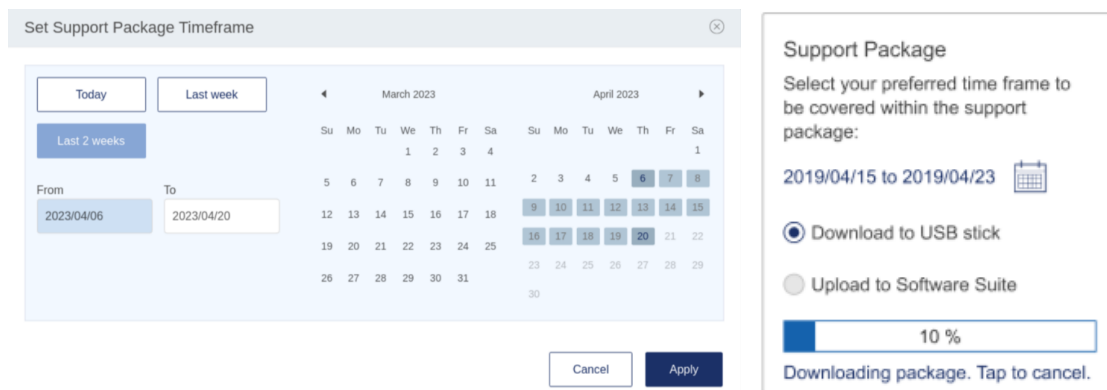 Set Support Package Timeframe
Today Last week
Last 2 weeks
From To
2023/04/06 2023/04/20
March 2023
Su Mo Tu We Th Fr Sa
1 2 3 4
5 6 7 8 9 10 11
12 13 14 15 16 17 18
19 20 21 22 23 24 25
26 27 28 29 30 31
April 2023
Su Mo Tu We Th Fr Sa
1
2 3 4 5 6 7 8
9 10 11 12 13 14 15
16 17 18 19 20 21 22
23 24 25 26 27 28 29
30
Cancel Apply
Support Package
Select your preferred time frame to
be covered within the support
package:
2019/04/15 to 2019/04/23
Download to USB stick
Upload to Software Suite
10 %
Downloading package. Tap to cancel.